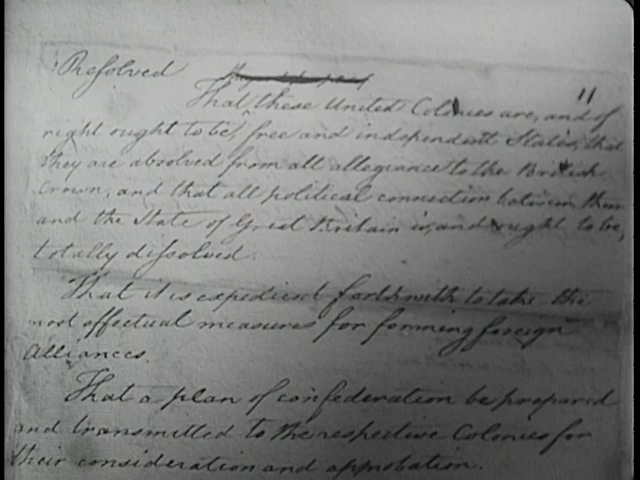 Resolved
11
That these United Colonies are, and of
right ought to be, free and independent States, that
they are absolved from all allegiance to the British
Crown, and that all political connection between them
and the State of Great Britain is, and ought to be,
totally dissolved.
That it is expedient forthwith to take the
most effectual measures for forming foreign
Alliances.
That a plan of confederation be prepared
and transmitted to the respective Colonies for
their consideration and approbation.